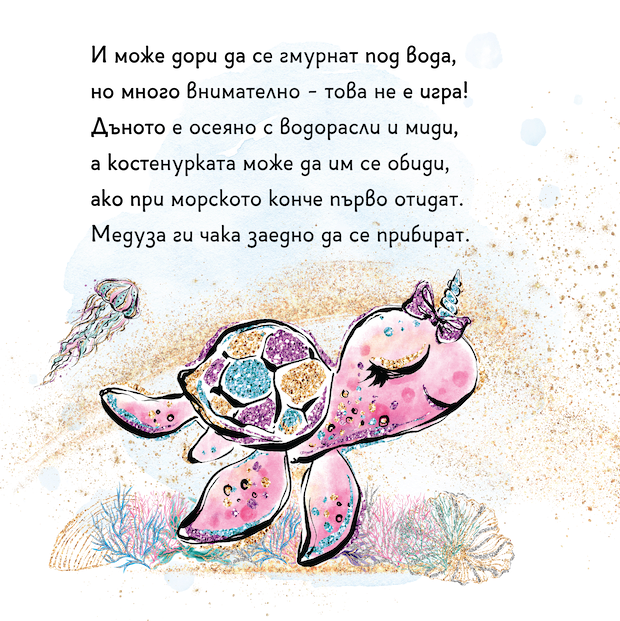 И може дори да се гмурнат под вода,
но много внимателно - това не е игра!
Дъното е осеяно с водорасли и миди,
а костенурката може да им се обиди,
ако при морското конче първо отидат.
Медуза ги чака заедно да се прибират.